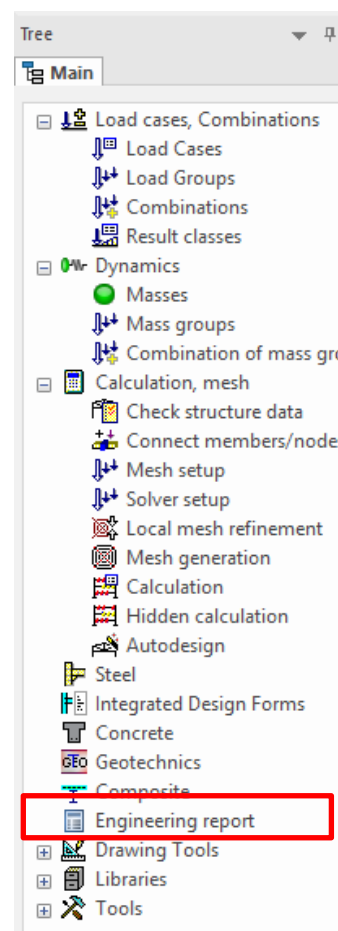 Tree
Main
Load cases, Combinations
Load Cases
Load Groups
Combinations
Result classes
Dynamics
Masses
Mass groups
Combination of mass gro
Calculation, mesh
Check structure data
Connect members/node
Mesh setup
Solver setup
Local mesh refinement
Mesh generation
Calculation
Hidden calculation
Autodesign
Steel
Integrated Design Forms
Concrete
GEO Geotechnics
Composite
Engineering report
Drawing Tools
Libraries
Tools